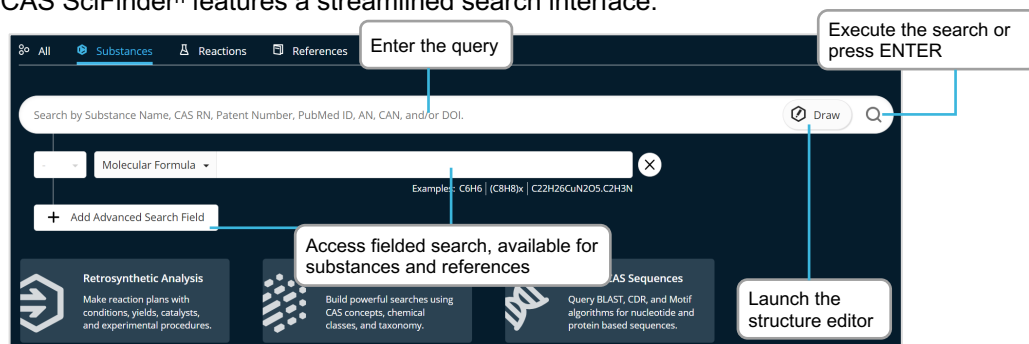 CAS SciFinderⁿ features a streamlined search interface.
Enter the query
Execute the search or
press ENTER
All Substances Reactions References
Search by Substance Name, CAS RN, Patent Number, PubMed ID, AN, CAN, and/or DOI.
Draw
Molecular Formula
Examples: C6H6 | (C8H8)x | C22H26CuN2O5.C2H3N
+ Add Advanced Search Field
Access fielded search, available for
substances and references
Launch the
structure editor
Retrosynthetic Analysis
Make reaction plans with
conditions, yields, catalysts,
and experimental procedures.
Build powerful searches using
CAS concepts, chemical
classes, and taxonomy.
CAS Sequences
Query BLAST, CDR, and Motif
algorithms for nucleotide and
protein based sequences.